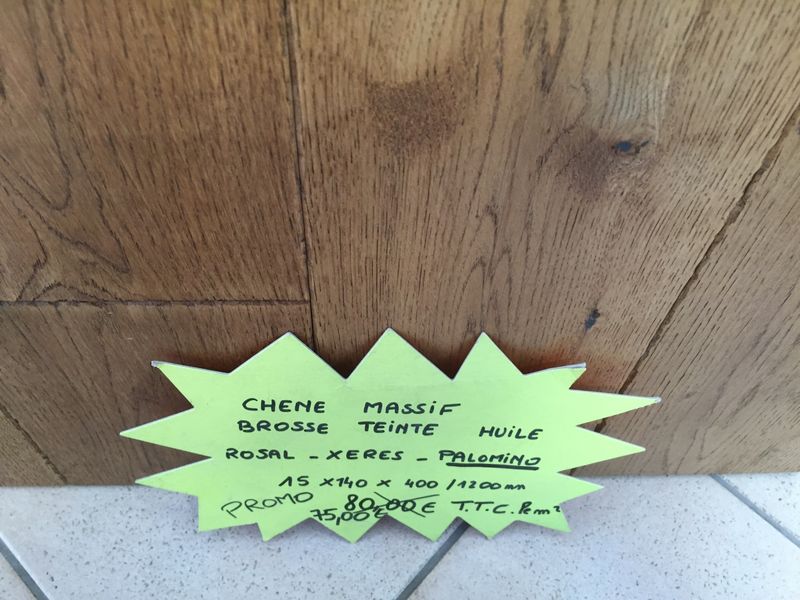 CHENE MASSIF
BROSSE TEINTE HUILE
ROSAL - XERES - PALOMINO
15 x 140 x 400 / 1200 mm
PROMO 80,00 € T.T.C. le m²
75,00 €